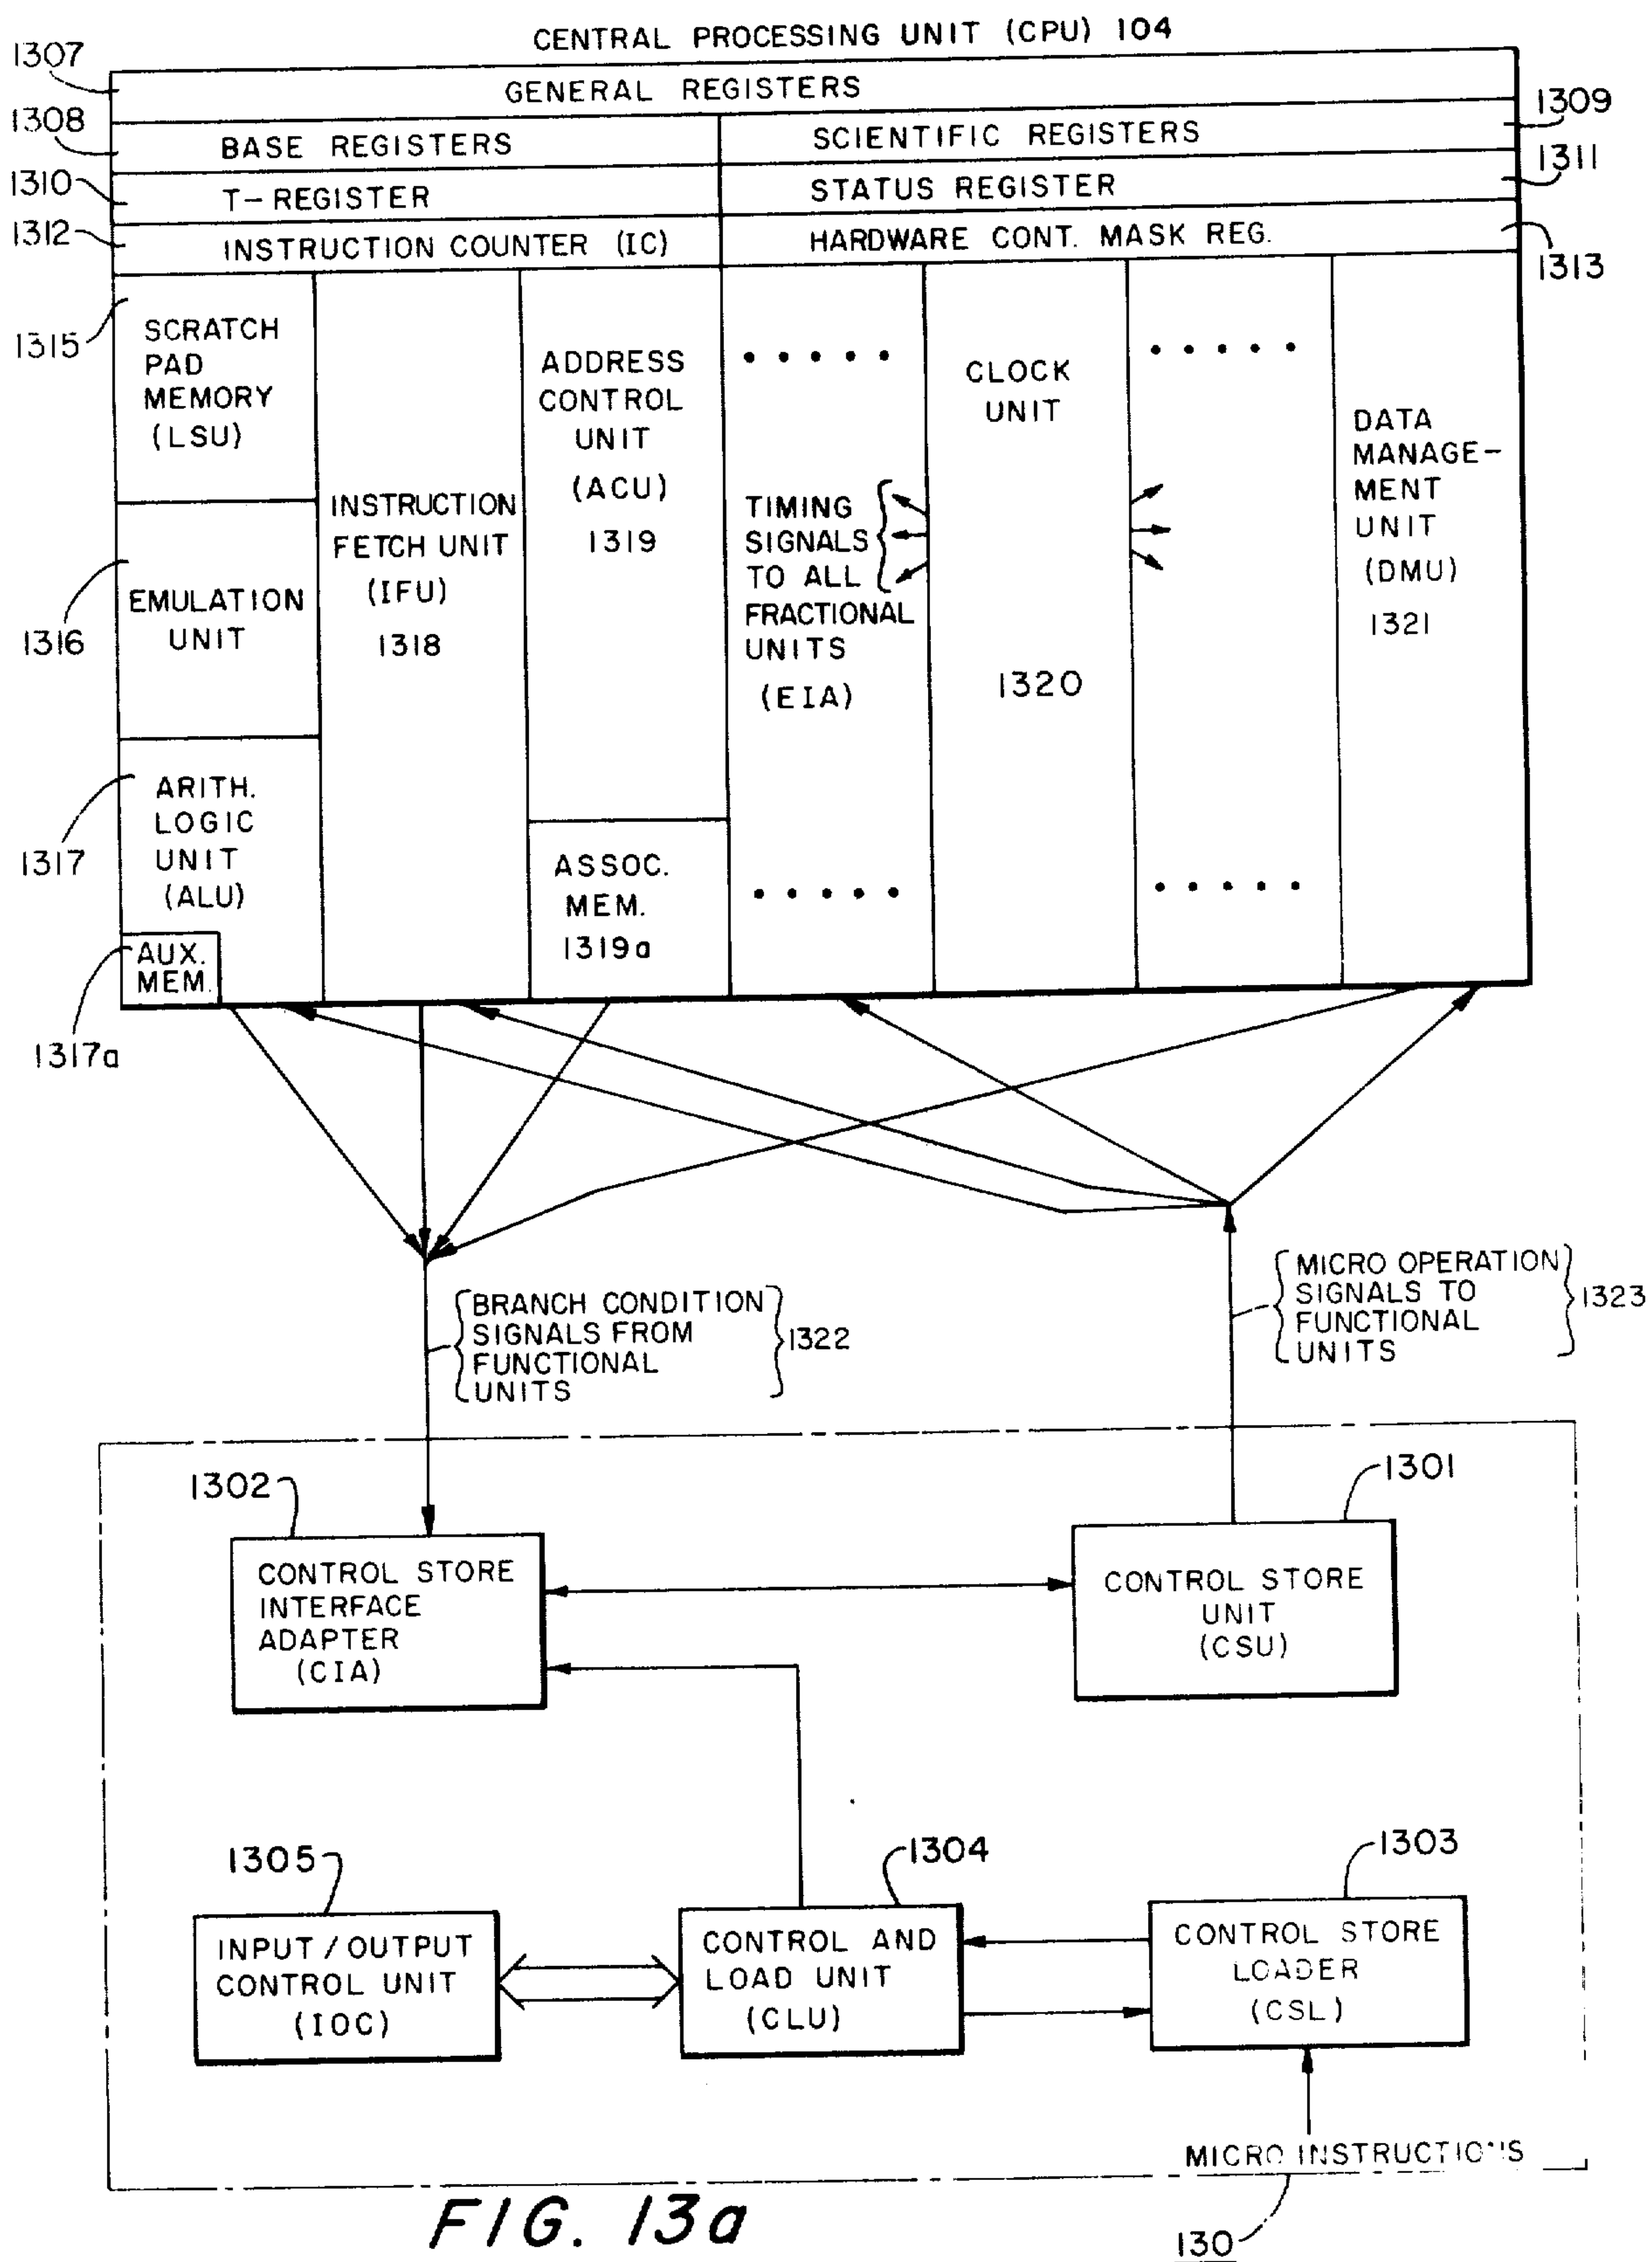 CENTRAL PROCESSING UNIT (CPU) 104
1307
GENERAL REGISTERS
1308
BASE REGISTERS
SCIENTIFIC REGISTERS
1309
1310
T-REGISTER
STATUS REGISTER
1311
1312
INSTRUCTION COUNTER (IC)
HARDWARE CONT. MASK REG.
1313
1315
SCRATCH
PAD
MEMORY
(LSU)
1316
EMULATION
UNIT
1317
ARITH.
LOGIC
UNIT
(ALU)
AUX.
MEM.
1317a
INSTRUCTION
FETCH UNIT
(IFU)
1318
ADDRESS
CONTROL
UNIT
(ACU)
1319
ASSOC.
MEM.
1319a
.....
TIMING
SIGNALS
TO ALL
FRACTIONAL
UNITS
(EIA)
.....
CLOCK
UNIT
1320
.....
.....
DATA
MANAGE-
MENT
UNIT
(DMU)
1321
BRANCH CONDITION
SIGNALS FROM
FUNCTIONAL
UNITS
1322
MICRO OPERATION
SIGNALS TO
FUNCTIONAL
UNITS
1323
1302
CONTROL STORE
INTERFACE
ADAPTER
(CIA)
1301
CONTROL STORE
UNIT
(CSU)
1305
INPUT/OUTPUT
CONTROL UNIT
(IOC)
1304
CONTROL AND
LOAD UNIT
(CLU)
1303
CONTROL STORE
LOADER
(CSL)
MICRO INSTRUCTIONS
130
FIG. 13a